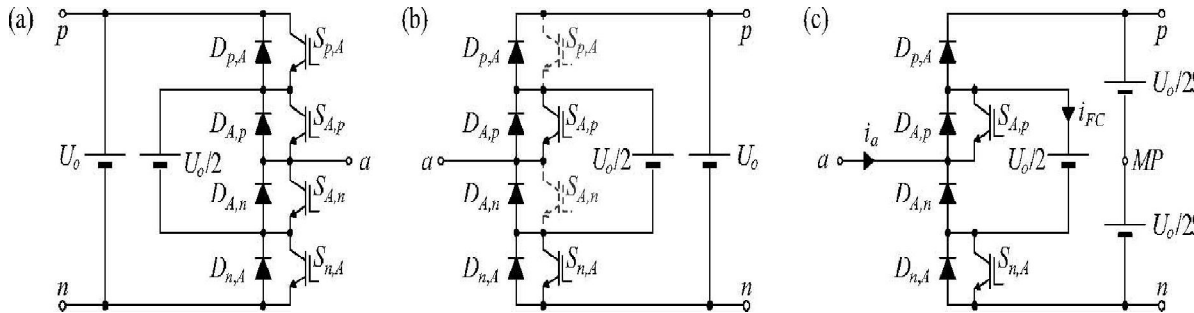 (a)
p
D_{p,A}
S_{p,A}
D_{A,p}
S_{A,p}
U_o
U_o/2
a
D_{A,n}
S_{A,n}
D_{n,A}
S_{n,A}
n
(b)
p
D_{p,A}
S_{p,A}
D_{A,p}
S_{A,p}
a
U_o/2
U_o
D_{A,n}
S_{A,n}
D_{n,A}
S_{n,A}
n
(c)
p
D_{p,A}
U_o/2
D_{A,p}
S_{A,p}
i_{FC}
i_a
a
U_o/2
MP
D_{A,n}
U_o/2
D_{n,A}
S_{n,A}
n